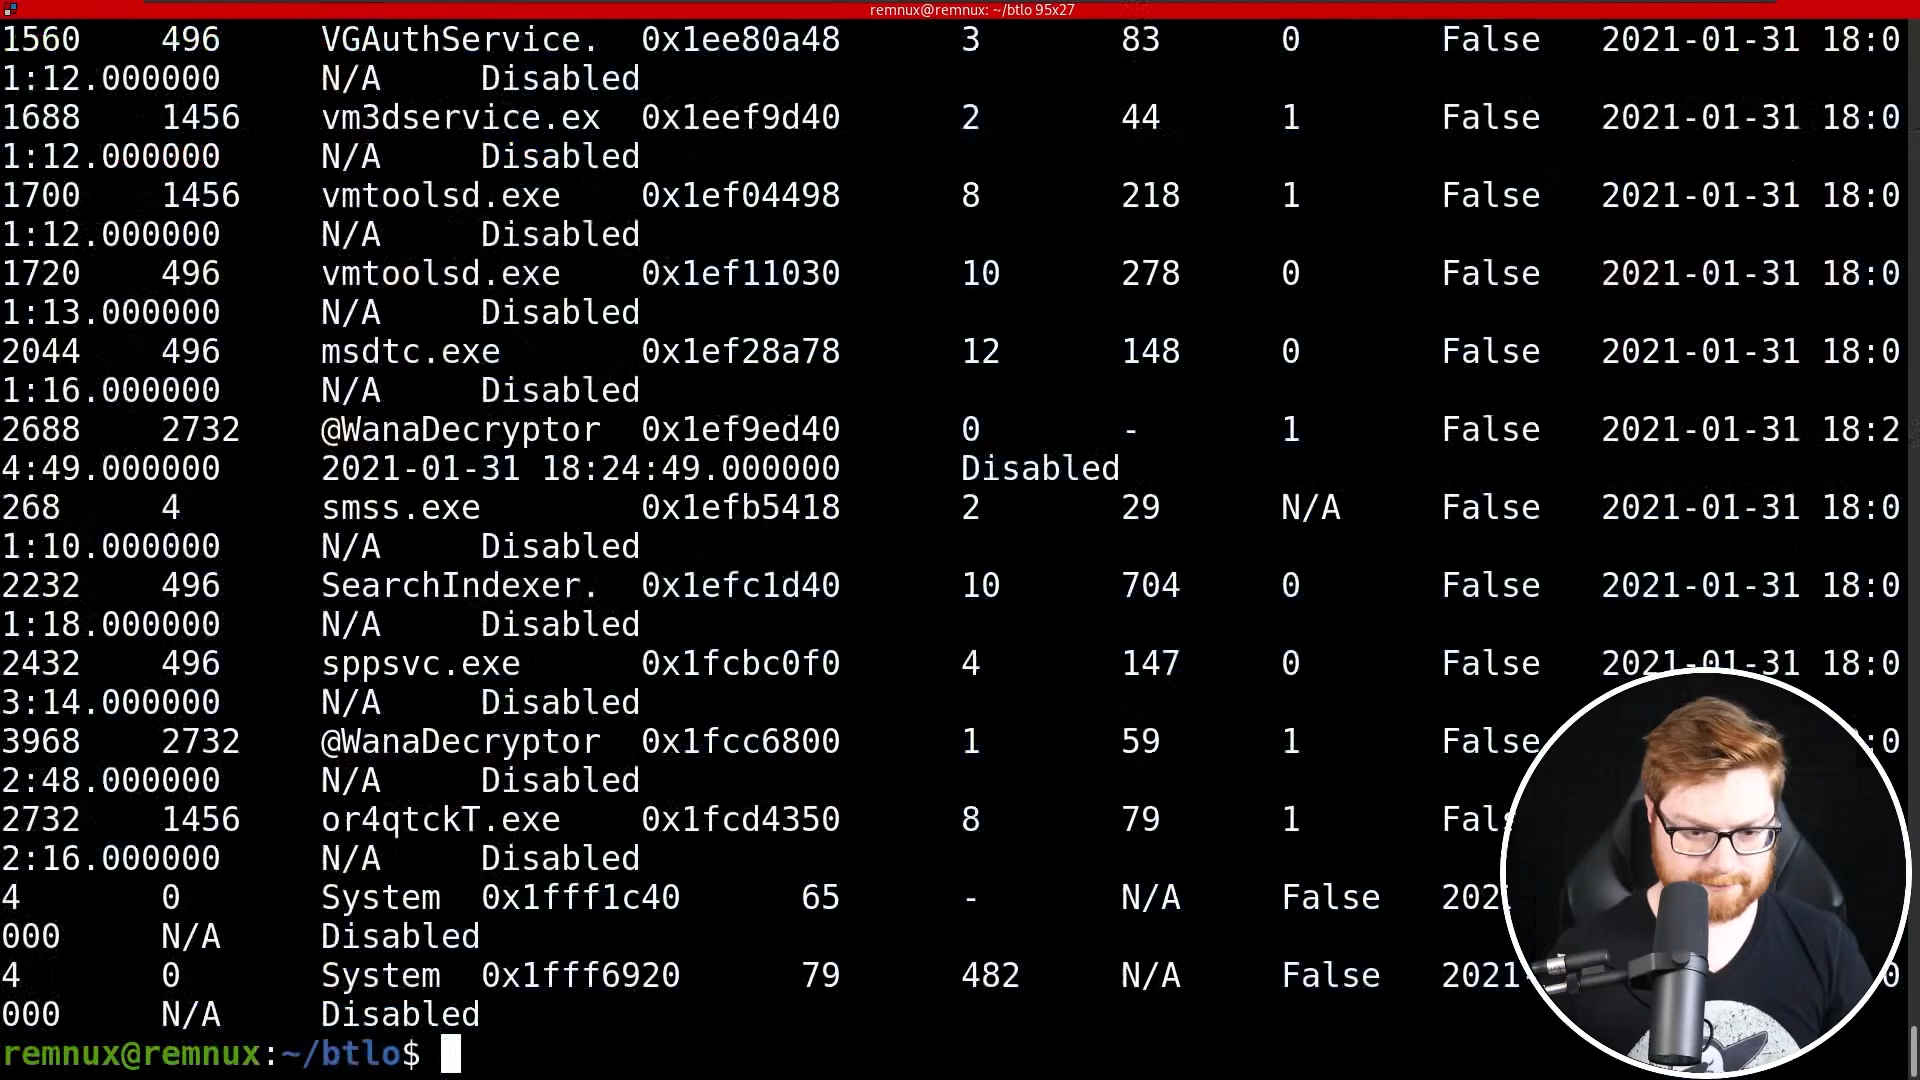 remnux@remnux: ~/btlo 95x27
1560 496 VGAuthService. 0x1ee80a48 3 83 0 False 2021-01-31 18:0
1:12.000000 N/A Disabled
1688 1456 vm3dservice.ex 0x1eef9d40 2 44 1 False 2021-01-31 18:0
1:12.000000 N/A Disabled
1700 1456 vmtoolsd.exe 0x1ef04498 8 218 1 False 2021-01-31 18:0
1:12.000000 N/A Disabled
1720 496 vmtoolsd.exe 0x1ef11030 10 278 0 False 2021-01-31 18:0
1:13.000000 N/A Disabled
2044 496 msdtc.exe 0x1ef28a78 12 148 0 False 2021-01-31 18:0
1:16.000000 N/A Disabled
2688 2732 @WanaDecryptor 0x1ef9ed40 0 - 1 False 2021-01-31 18:2
4:49.000000 2021-01-31 18:24:49.000000 Disabled
268 4 smss.exe 0x1efb5418 2 29 N/A False 2021-01-31 18:0
1:10.000000 N/A Disabled
2232 496 SearchIndexer. 0x1efc1d40 10 704 0 False 2021-01-31 18:0
1:18.000000 N/A Disabled
2432 496 sppsvc.exe 0x1fcbc0f0 4 147 0 False 2021-01-31 18:0
3:14.000000 N/A Disabled
3968 2732 @WanaDecryptor 0x1fcc6800 1 59 1 False :0
2:48.000000 N/A Disabled
2732 1456 or4qtckT.exe 0x1fcd4350 8 79 1 Fals
2:16.000000 N/A Disabled
4 0 System 0x1fff1c40 65 - N/A False 202
000 N/A Disabled
4 0 System 0x1fff6920 79 482 N/A False 2021- 0
000 N/A Disabled
remnux@remnux:~/btlo$